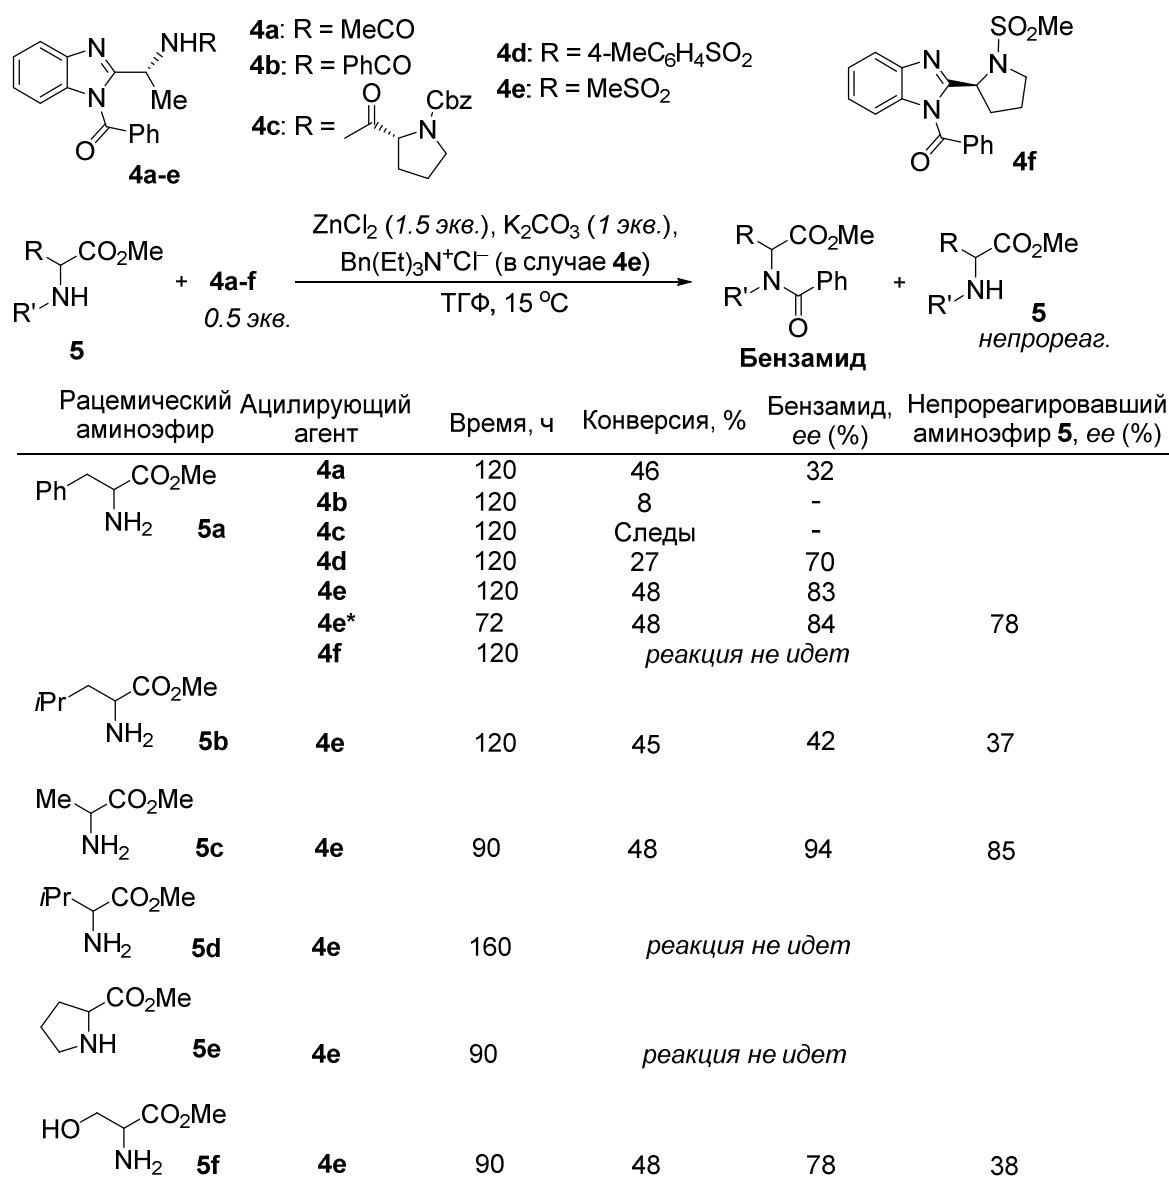 N NHR
N Me
O Ph
4a-e
4a: R = MeCO
4b: R = PhCO
4c: R = O N Cbz
4d: R = 4-MeC6H4SO2
4e: R = MeSO2
SO2Me
N N
N
O Ph
4f
R CO2Me
R' NH
5
+ 4a-f
0.5 экв.
ZnCl2 (1.5 экв.), K2CO3 (1 экв.),
Bn(Et)3N+Cl– (в случае 4e)
ТГФ, 15 oC
R CO2Me
R' N Ph
O
Бензамид
+
R CO2Me
R' NH
5
непрореаг.
Рацемический аминоэфир
Ацилирующий агент
Время, ч
Конверсия, %
Бензамид, ee (%)
Непрореагировавший аминоэфир 5, ee (%)
Ph CO2Me NH2 5a
4a 120 46 32
4b 120 8 -
4c 120 Следы -
4d 120 27 70
4e 120 48 83
4e* 72 48 84 78
4f 120 реакция не идет
iPr CO2Me
NH2 5b 4e 120 45 42 37
Me CO2Me
NH2 5c 4e 90 48 94 85
iPr CO2Me
NH2 5d 4e 160 реакция не идет
CO2Me
NH 5e 4e 90 реакция не идет
HO CO2Me
NH2 5f 4e 90 48 78 38